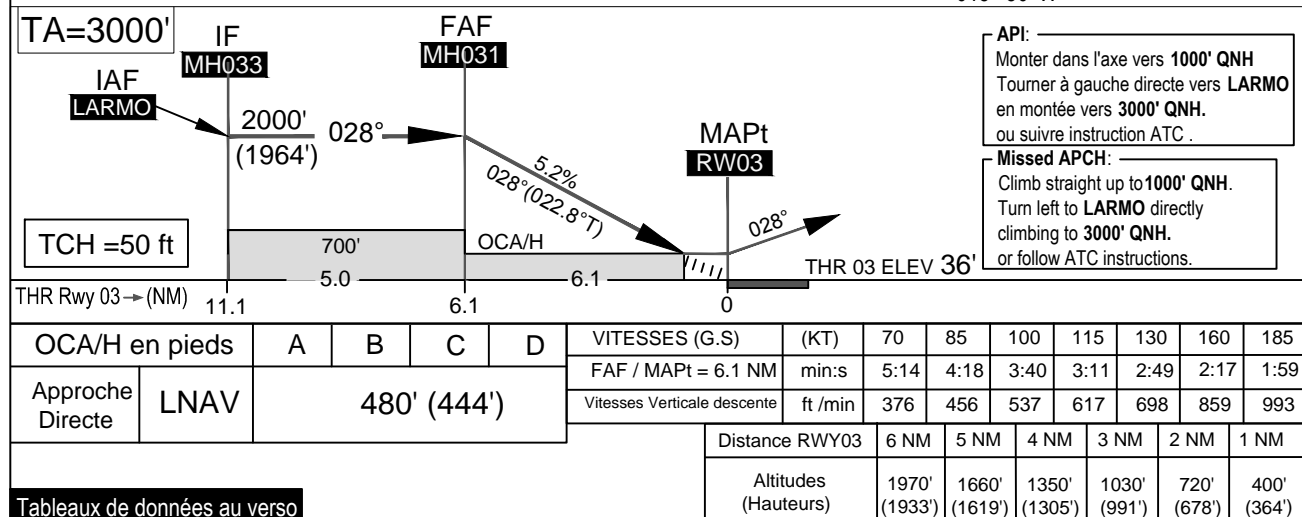 TA=3000'
IF
MH033
IAF
LARMO
FAF
MH031
2000'
(1964')
028°
5.2%
028°(022.8°T)
MAPt
RW03
028°
TCH =50 ft
700'
OCA/H
5.0
6.1
THR 03 ELEV 36'
THR Rwy 03→(NM)
11.1
6.1
0
API:
Monter dans l'axe vers 1000' QNH
Tourner à gauche directe vers LARMO
en montée vers 3000' QNH.
ou suivre instruction ATC .
Missed APCH:
Climb straight up to1000' QNH.
Turn left to LARMO directly
climbing to 3000' QNH.
or follow ATC instructions.
OCA/H en pieds A B C D
Approche Directe LNAV 480' (444')
VITESSES (G.S) (KT) 70 85 100 115 130 160 185
FAF / MAPt = 6.1 NM min:s 5:14 4:18 3:40 3:11 2:49 2:17 1:59
Vitesses Verticale descente ft /min 376 456 537 617 698 859 993
Distance RWY03 6 NM 5 NM 4 NM 3 NM 2 NM 1 NM
Altitudes 1970' 1660' 1350' 1030' 720' 400'
(Hauteurs) (1933') (1619') (1305') (991') (678') (364')
Tableaux de données au verso